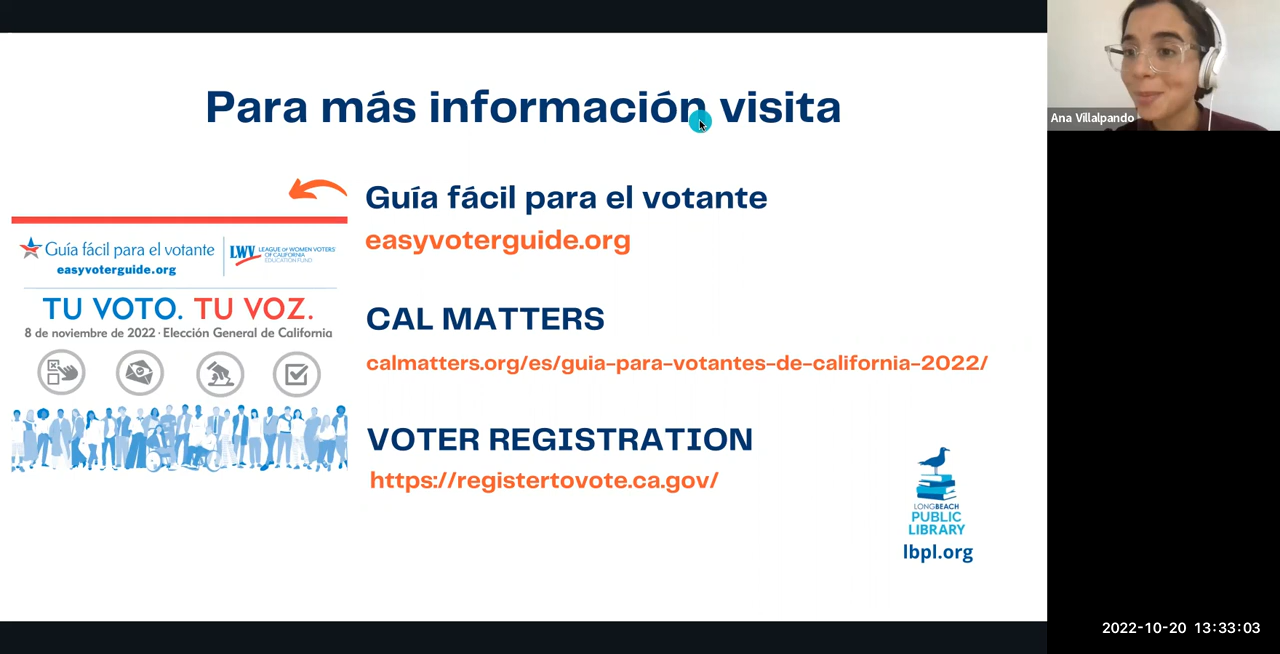 Para más información visita
Ana Villalpando
Guía fácil para el votante
easyvoterguide.org
Guía fácil para el votante
easyvoterguide.org
LWV LEAGUE OF WOMEN VOTERS®
OF CALIFORNIA
EDUCATION FUND
TU VOTO. TU VOZ.
8 de noviembre de 2022 · Elección General de California
CAL MATTERS
calmatters.org/es/guia-para-votantes-de-california-2022/
VOTER REGISTRATION
https://registertovote.ca.gov/
LONGBEACH
PUBLIC
LIBRARY
lbpl.org
2022-10-20 13:33:03